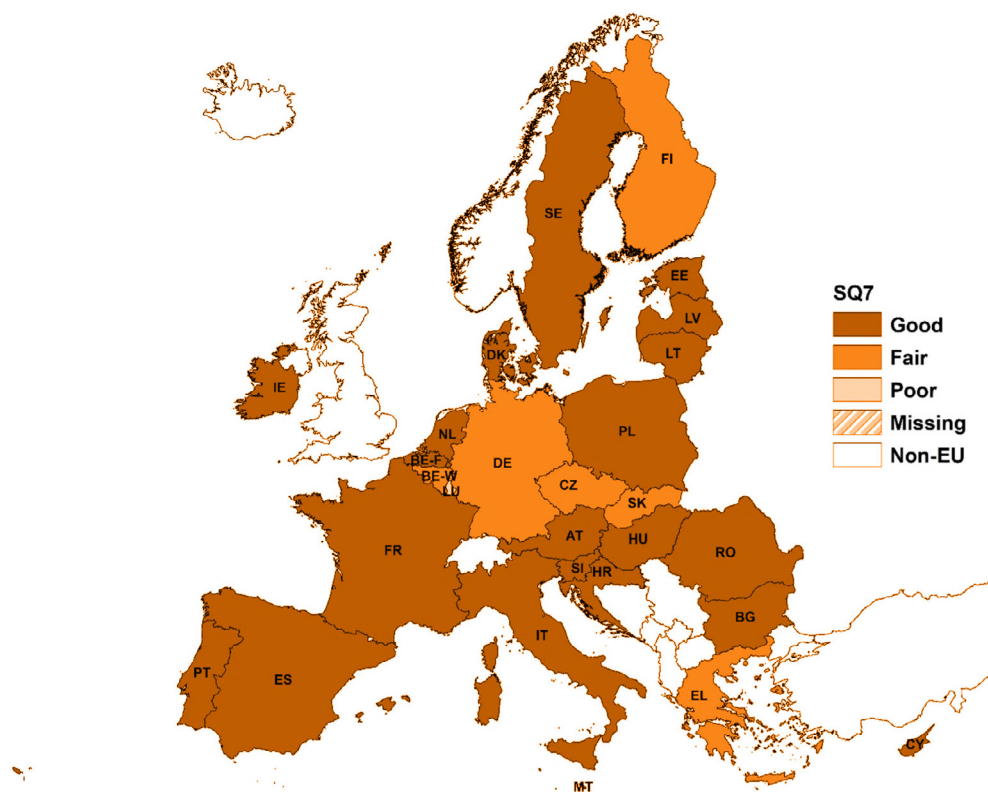 FI
SE
EE
SQ7
LV
Good
LT
DK
Fair
IE
Poor
Missing
NL
PL
Non-EU
BE-F
DE
BE-W
CZ
LU
SK
AT
HU
FR
RO
SI
HR
BG
IT
PT
ES
EL
CY
MT